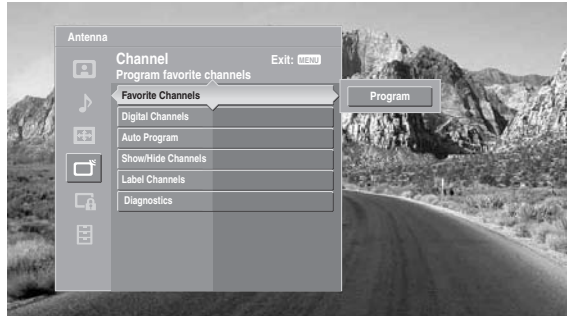 Antenna
Channel Exit: MENU
Program favorite channels
Favorite Channels Program
Digital Channels
Auto Program
Show/Hide Channels
Label Channels
Diagnostics